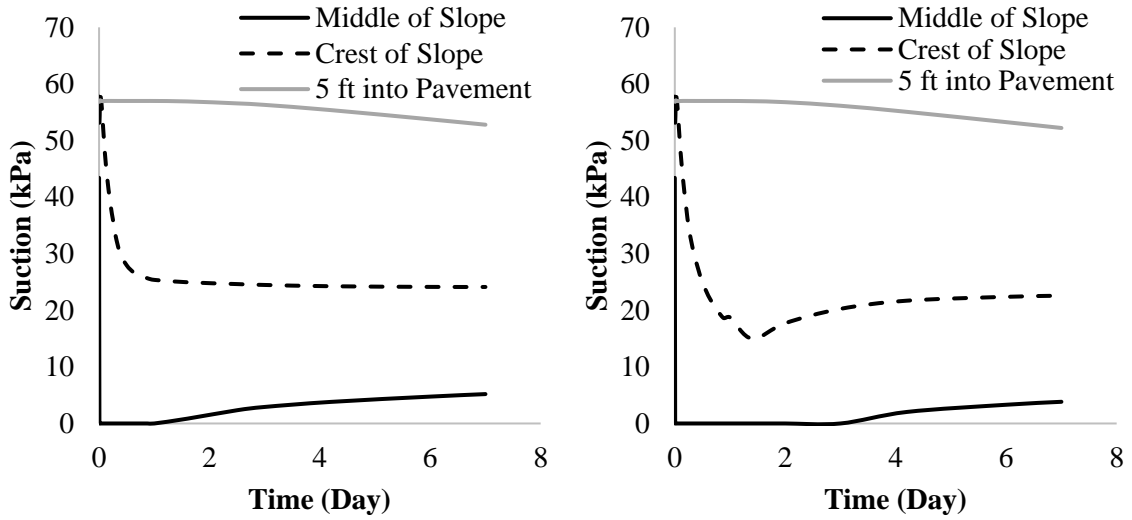 Middle of Slope
Crest of Slope
5 ft into Pavement
70
60
50
40
30
20
10
0
Suction (kPa)
0 2 4 6 8
Time (Day)
Middle of Slope
Crest of Slope
5 ft into Pavement
70
60
50
40
30
20
10
0
Suction (kPa)
0 2 4 6 8
Time (Day)